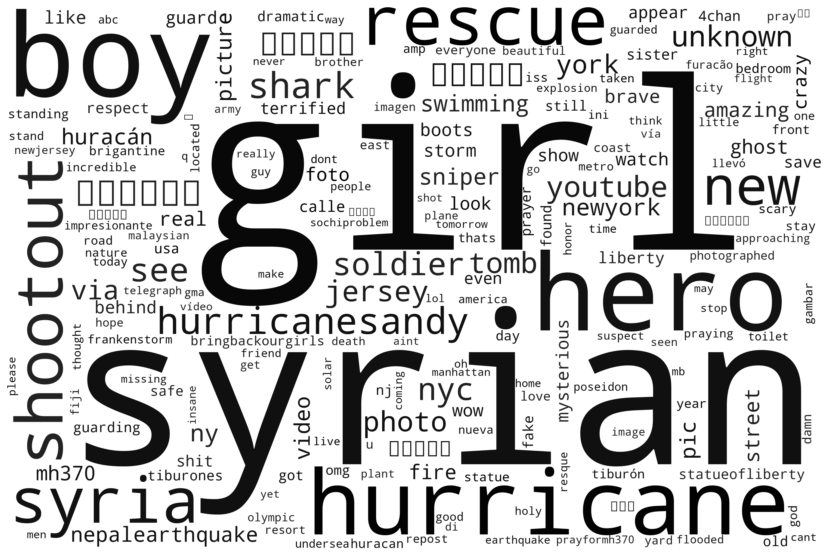 like abc guard dramatic way rescue appear 4chan pray
boy picture never brother amp everyone beautiful guarded unknown right
shark iss york sister furacão bedroom crazy
standing respect army terrified imagen swimming explosion taken city flight
stand huracán located girl boots still ini brave think vía little amazing one front
newjersey brigantine q really guy dont east storm coast ghost
incredible foto people sniper show metro watch llevó save
shootout real calle shot look go youtube new
impresionante sochiproblem plane tomorrow prayer found honor newyork time scary stay
road malaysian usa thats approaching
nature today see make soldier tomb liberty photographed
via telegraph gma jersey even hero may gambar
behind video lol america stop
hope hurricanesandy day praying toilet
frankenstorm bringbackourgirls death aint suspect seen
please thought friend get syrian oh manhattan mysterious
fiji missing safe insane solar nj coming nyc home love poseidon mb
guarding ny video photo wow fake year street damn
shit live u nueva image pic
mh370 tiburones got omg plant fire statue resque tiburón statueofliberty
syria yet hurricane god
olympic good holy
men nepalearthquake resort di earthquake prayformh370 yard flooded old cant
undersea huracan repost